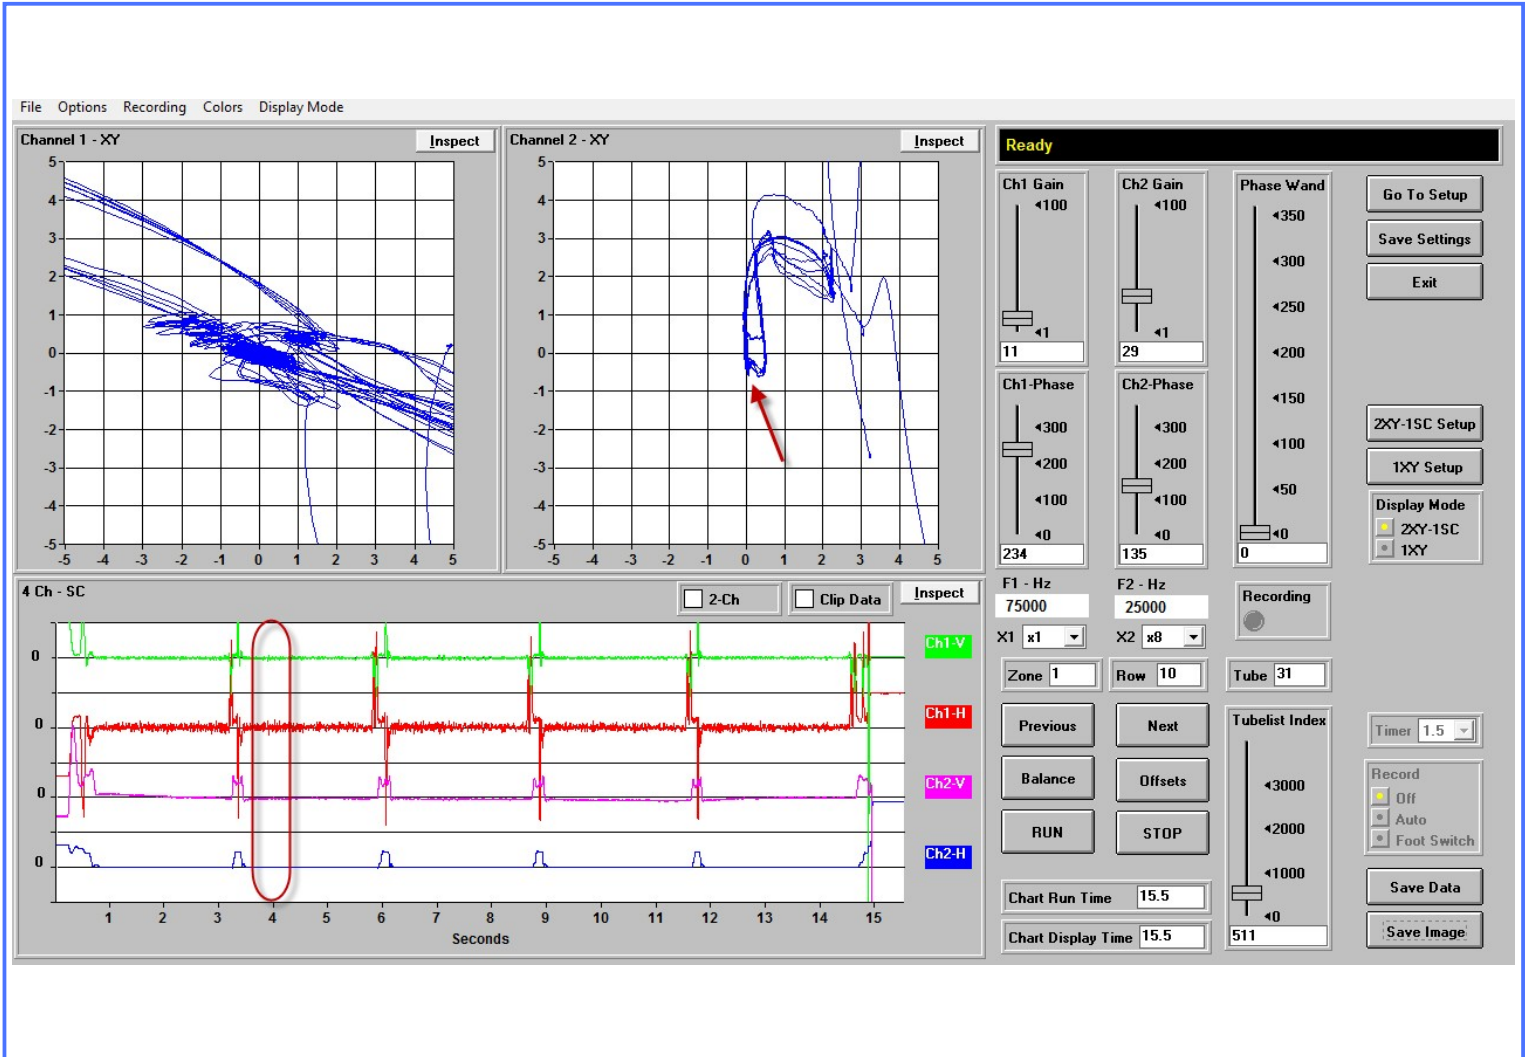 File Options Recording Colors Display Mode
Channel 1 - XY
Inspect
5
4
3
2
1
0
-1
-2
-3
-4
-5
-5 -4 -3 -2 -1 0 1 2 3 4 5
Channel 2 - XY
Inspect
5
4
3
2
1
0
-1
-2
-3
-4
-5
-5 -4 -3 -2 -1 0 1 2 3 4 5
Ready
Ch1 Gain
100
1
11
Ch2 Gain
100
1
29
Phase Wand
350
300
250
200
150
100
50
0
0
Go To Setup
Save Settings
Exit
Ch1-Phase
300
200
100
0
234
Ch2-Phase
300
200
100
0
135
2XY-1SC Setup
1XY Setup
Display Mode
2XY-1SC
1XY
4 Ch - SC
2-Ch
Clip Data
Inspect
0
0
0
0
Ch1-V
Ch1-H
Ch2-V
Ch2-H
1 2 3 4 5 6 7 8 9 10 11 12 13 14 15
Seconds
F1 - Hz
75000
F2 - Hz
25000
X1 x1
X2 x8
Recording
Zone 1
Row 10
Tube 31
Previous
Next
Balance
Offsets
RUN
STOP
Tubelist Index
3000
2000
1000
0
511
Timer 1.5
Record
Off
Auto
Foot Switch
Chart Run Time 15.5
Chart Display Time 15.5
Save Data
Save Image